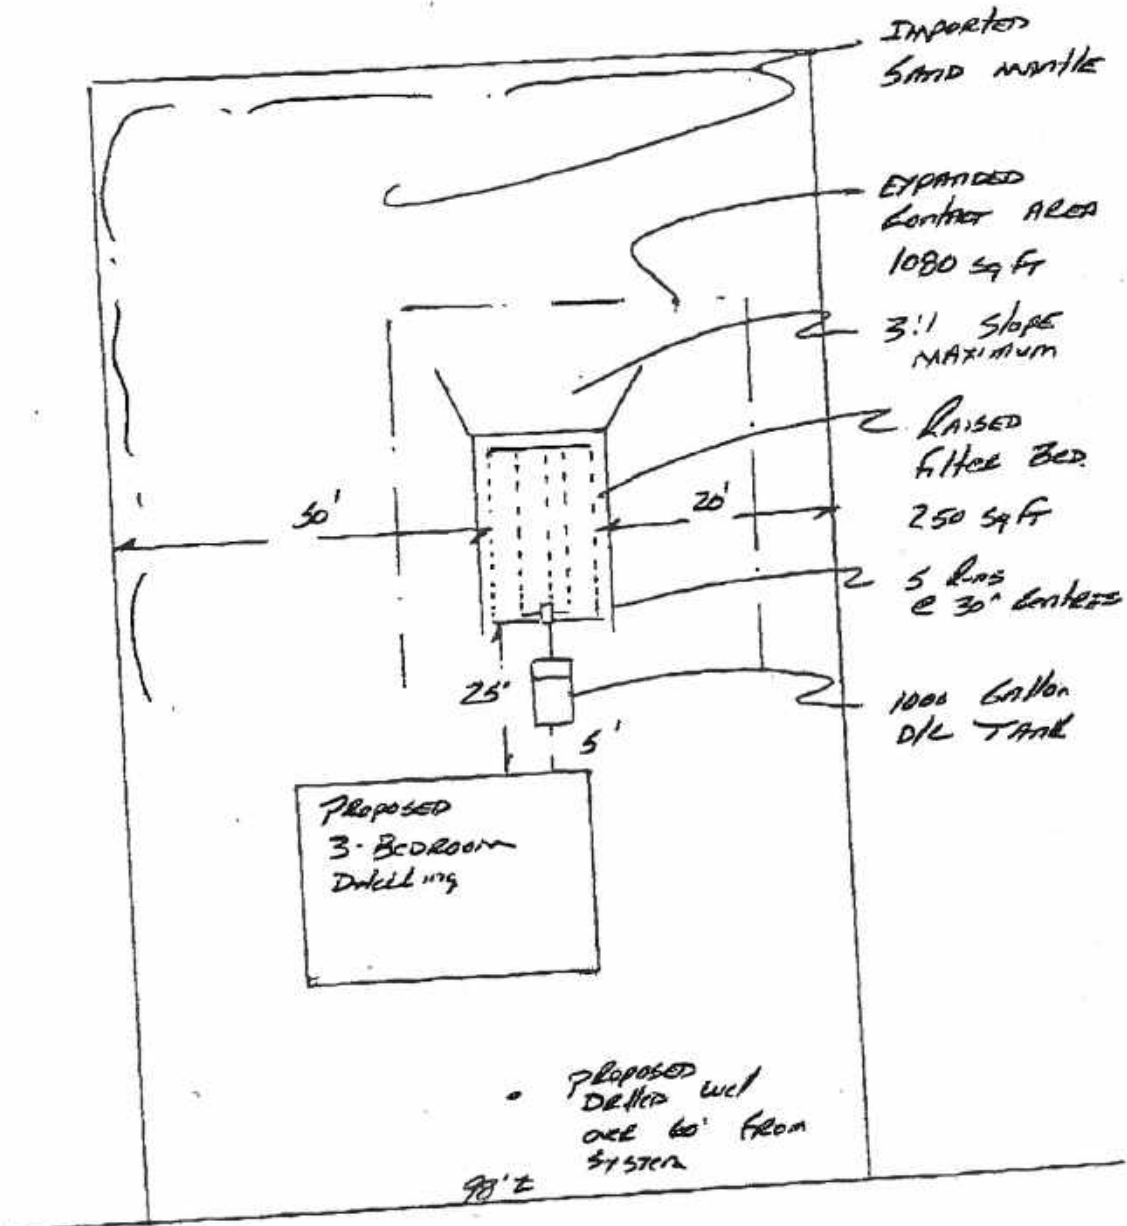 IMPORTED
SAND MANTLE
EXPANDED
CONTACT AREA
1080 SQ FT
3:1 SLOPE
MAXIMUM
RAISED
FILTER BED.
250 SQ FT
5 RUNS
@ 30" CENTRES
1000 GALLON
D/C TANK
20'
25'
5'
PROPOSED
3-BEDROOM
DWELLING
PROPOSED
DRILLED WELL
OVER 60' FROM
SYSTEM